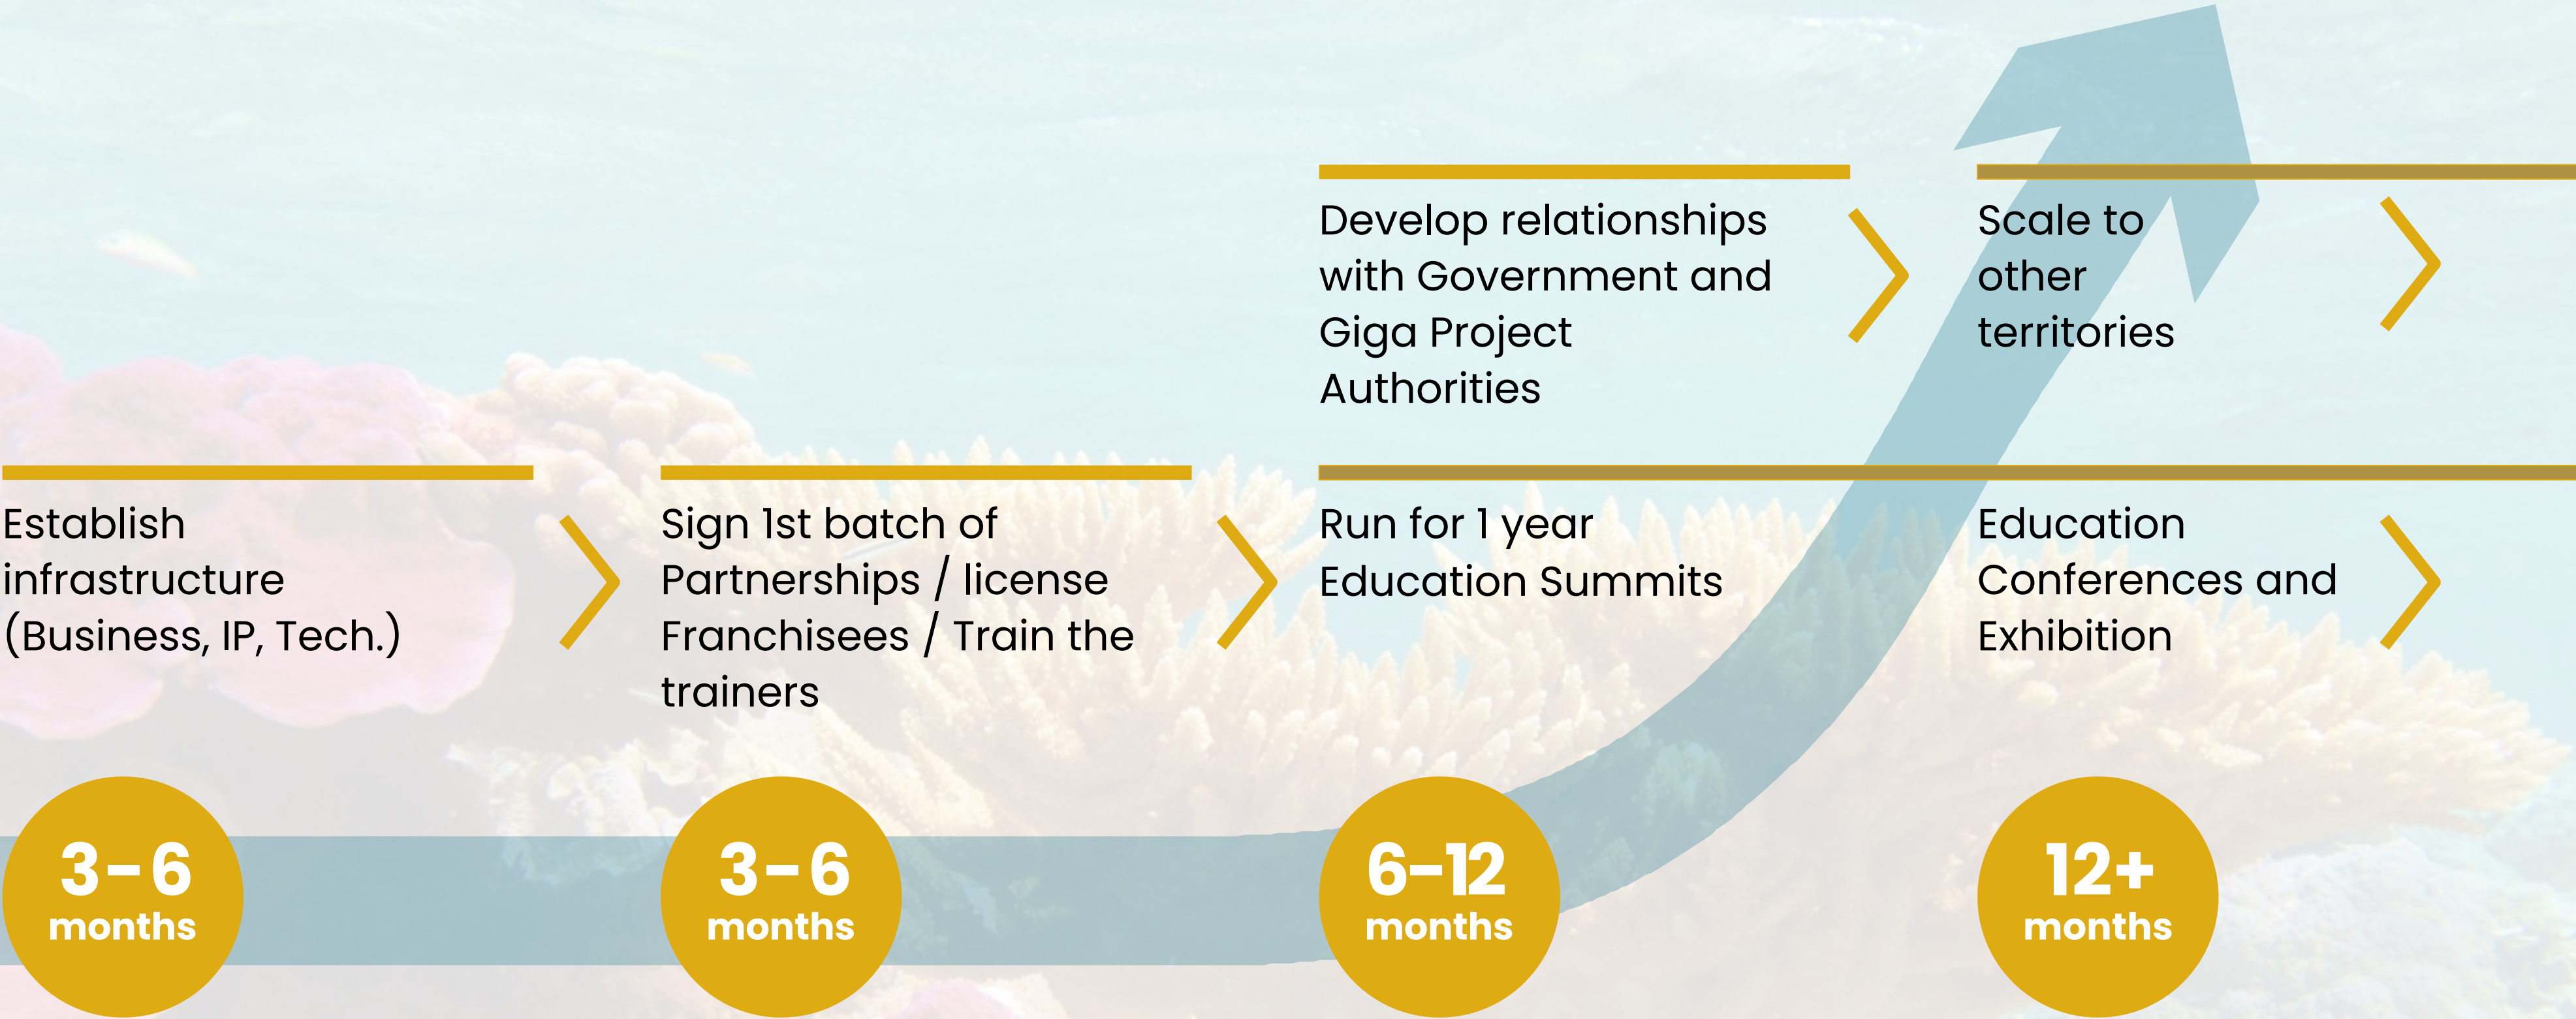 Develop relationships
with Government and
Giga Project
Authorities
Scale to
other
territories
Establish
infrastructure
(Business, IP, Tech.)
Sign 1st batch of
Partnerships / license
Franchisees / Train the
trainers
Run for 1 year
Education Summits
Education
Conferences and
Exhibition
3-6
months
3-6
months
6-12
months
12+
months